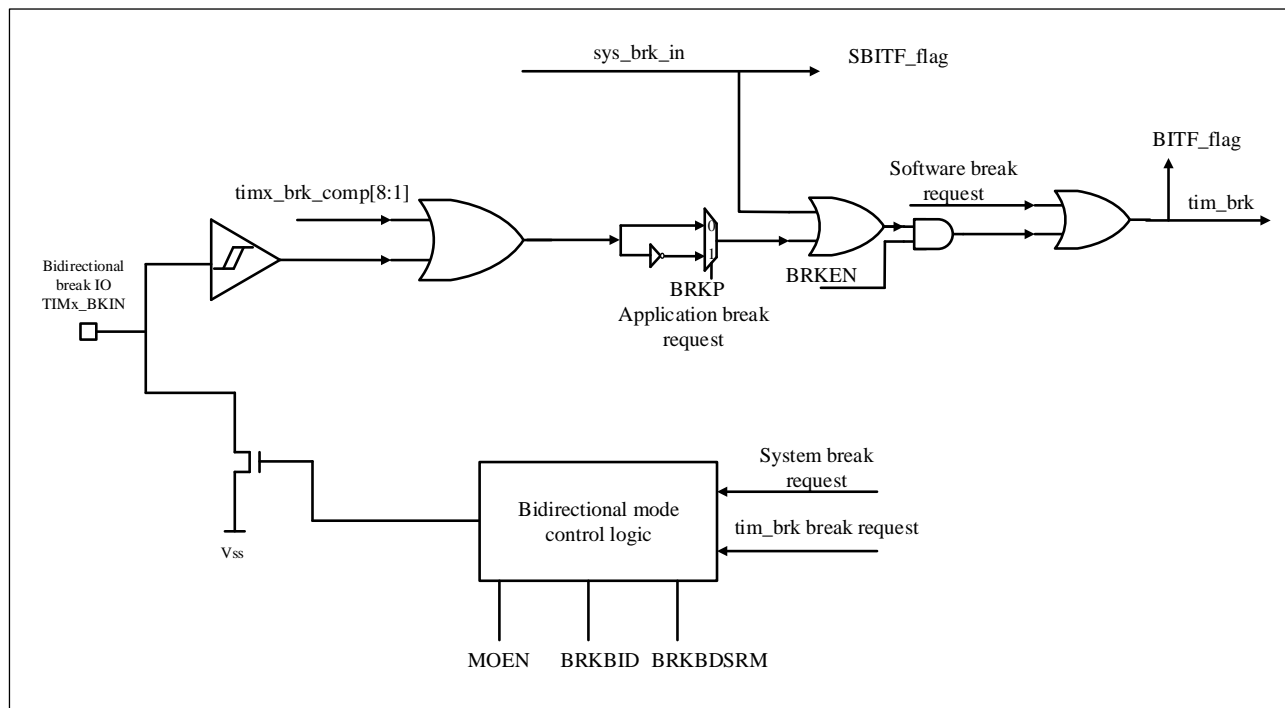 sys_brk_in
SBITF_flag
BITF_flag
Software break
request
tim_brk
timx_brk_comp[8:1]
0
1
Bidirectional
break IO
TIMx_BKIN
BRKP
Application break
request
BRKEN
System break
request
Bidirectional mode
control logic
tim_brk break request
Vss
MOEN
BRKBID
BRKBDSRM